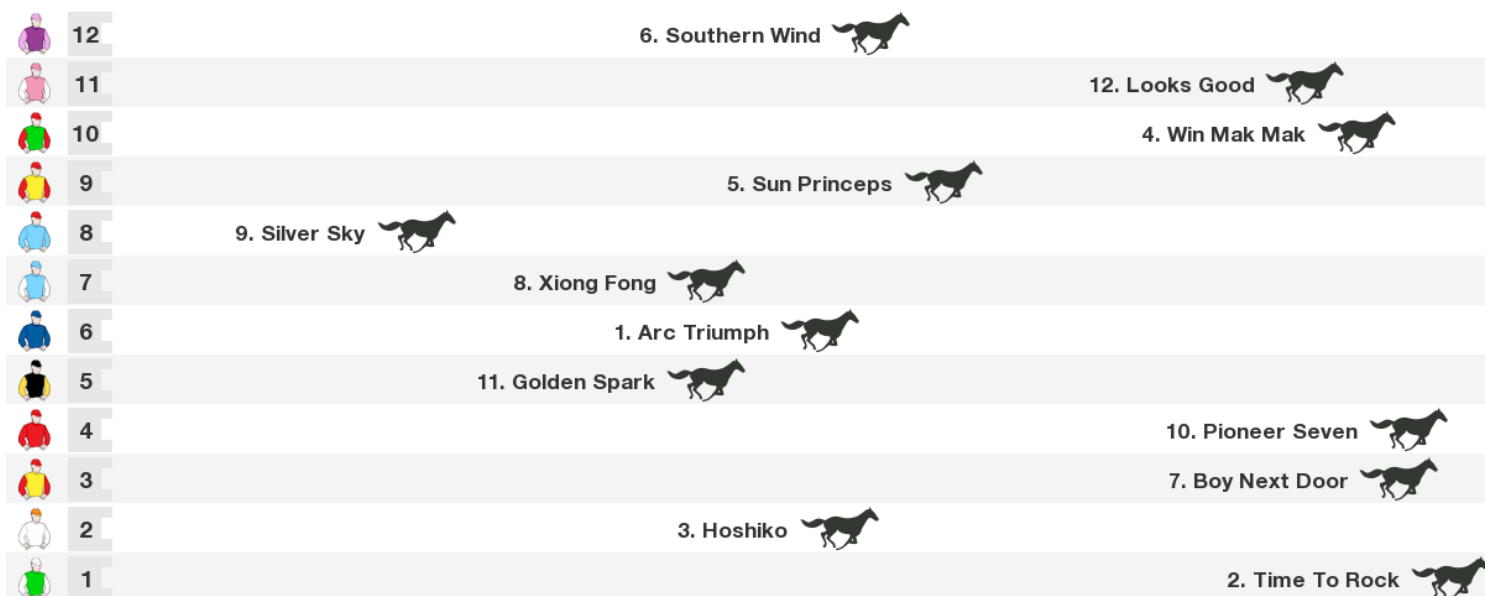 12 6. Southern Wind
11 12. Looks Good
10 4. Win Mak Mak
9 5. Sun Princeps
8 9. Silver Sky
7 8. Xiong Fong
6 1. Arc Triumph
5 11. Golden Spark
4 10. Pioneer Seven
3 7. Boy Next Door
2 3. Hoshiko
1 2. Time To Rock